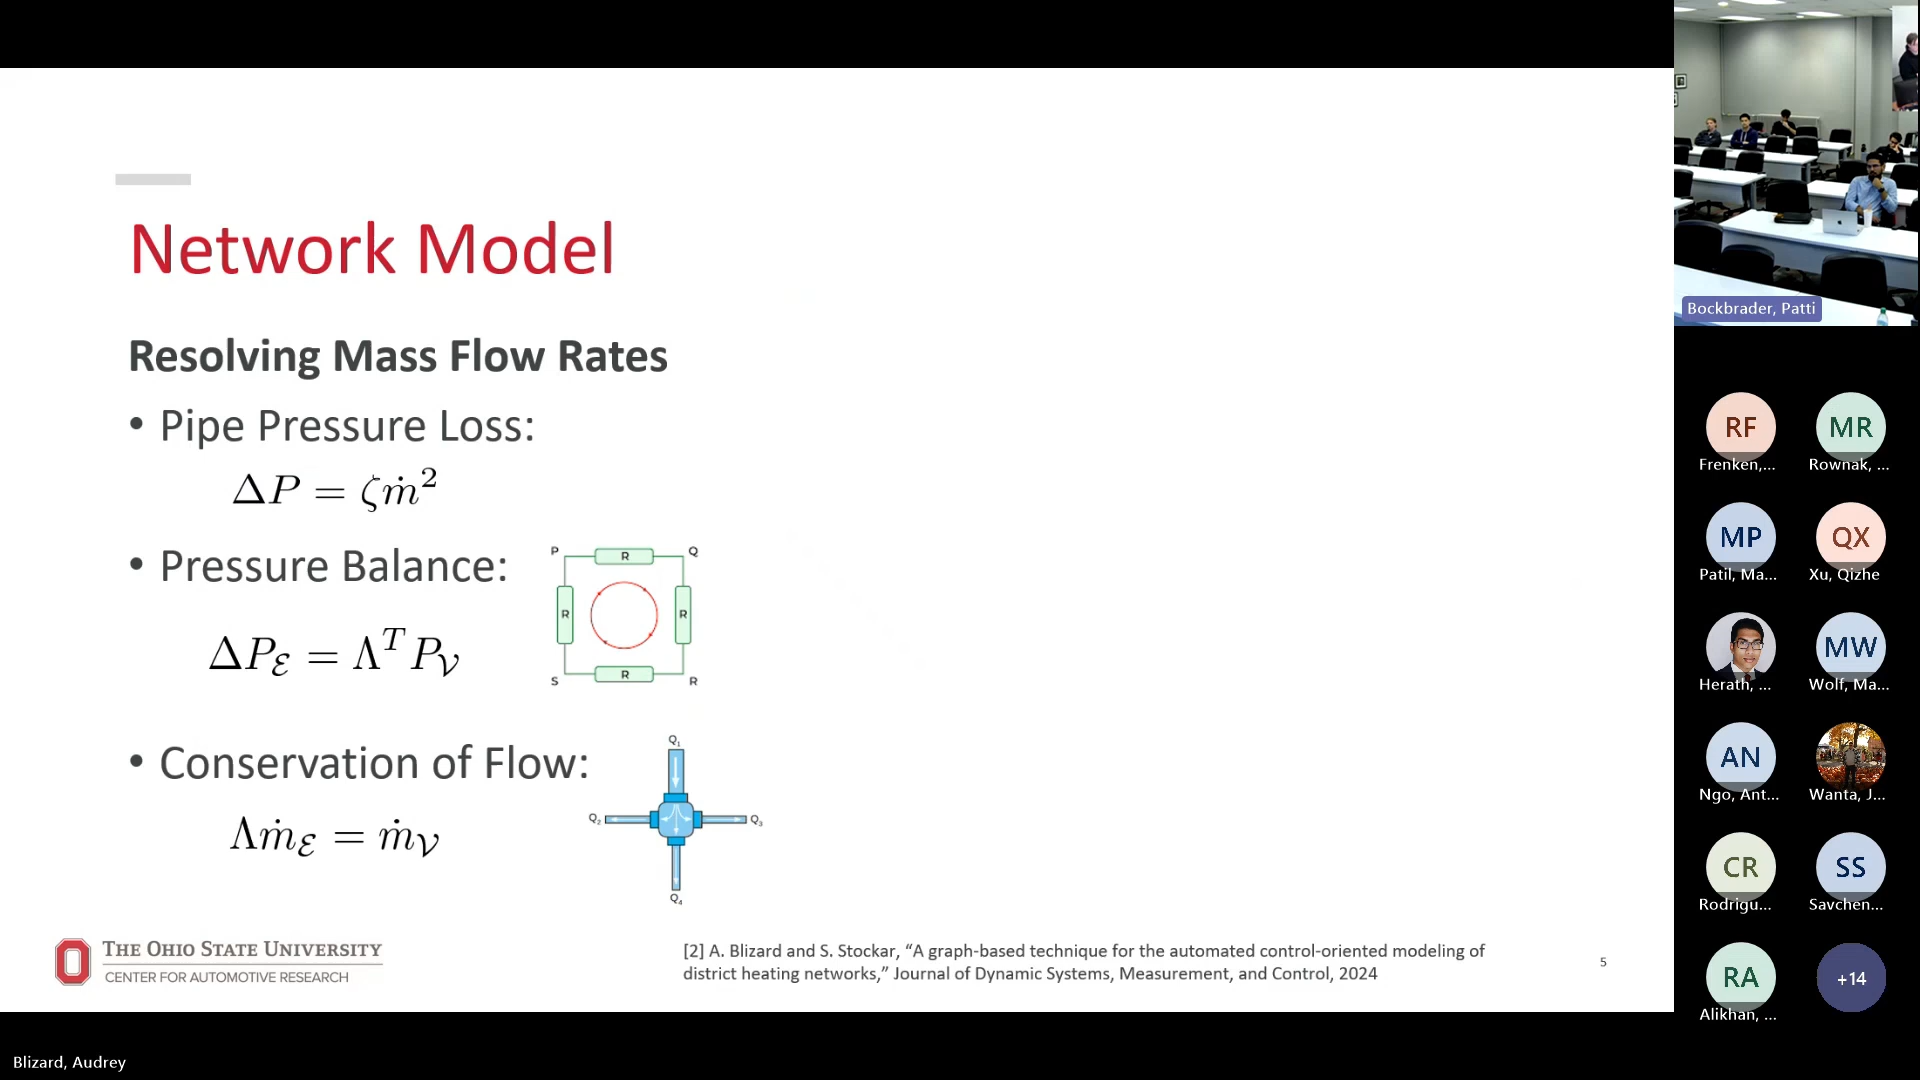 Network Model
Resolving Mass Flow Rates
• Pipe Pressure Loss:
ΔP = ζṁ²
• Pressure Balance:
P
R
Q
R
R
S
R
R
ΔP_ℰ = Λᵀ P_𝒱
• Conservation of Flow:
Q₁
Q₂
Q₃
Q₄
Λṁ_ℰ = ṁ_𝒱
THE OHIO STATE UNIVERSITY
CENTER FOR AUTOMOTIVE RESEARCH
[2] A. Blizard and S. Stockar, “A graph-based technique for the automated control-oriented modeling of
district heating networks,” Journal of Dynamic Systems, Measurement, and Control, 2024
5
Blizard, Audrey
Bockbrader, Patti
RF
Frenken,...
MR
Rownak, ...
MP
Patil, Ma...
QX
Xu, Qizhe
Herath, ...
MW
Wolf, Ma...
AN
Ngo, Ant...
Wanta, J...
CR
Rodrigu...
SS
Savchen...
RA
Alikhan, ...
+14